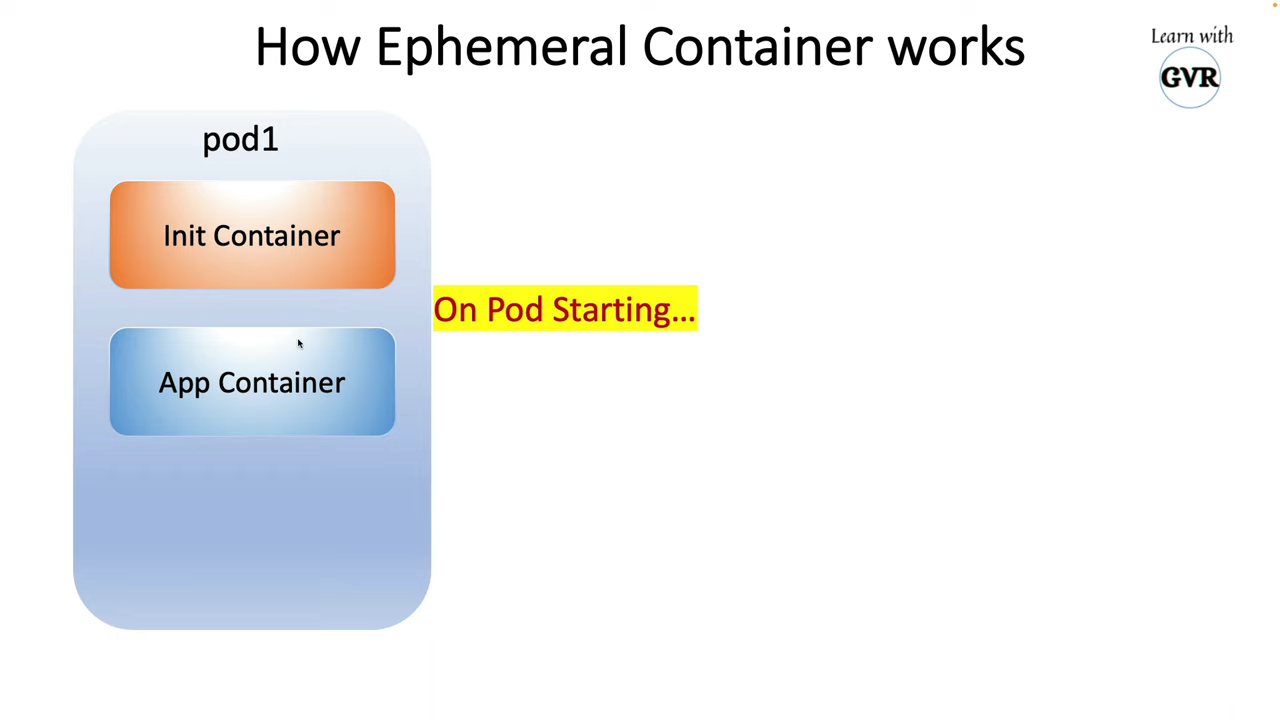 How Ephemeral Container works
Learn with
GVR
pod1
Init Container
On Pod Starting...
App Container